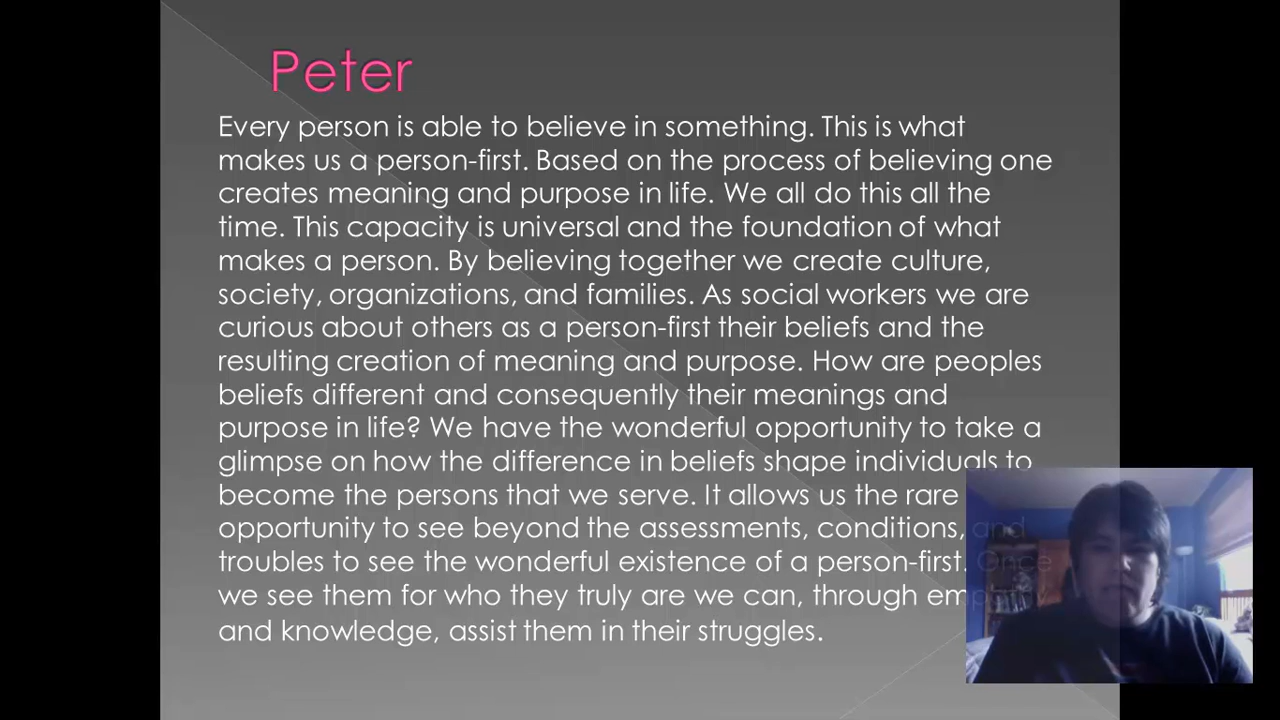 Peter
Every person is able to believe in something. This is what
makes us a person-first. Based on the process of believing one
creates meaning and purpose in life. We all do this all the
time. This capacity is universal and the foundation of what
makes a person. By believing together we create culture,
society, organizations, and families. As social workers we are
curious about others as a person-first their beliefs and the
resulting creation of meaning and purpose. How are peoples
beliefs different and consequently their meanings and
purpose in life? We have the wonderful opportunity to take a
glimpse on how the difference in beliefs shape individuals to
become the persons that we serve. It allows us the rare
opportunity to see beyond the assessments, conditions, and
troubles to see the wonderful existence of a person-first. Once
we see them for who they truly are we can, through
and knowledge, assist them in their struggles.